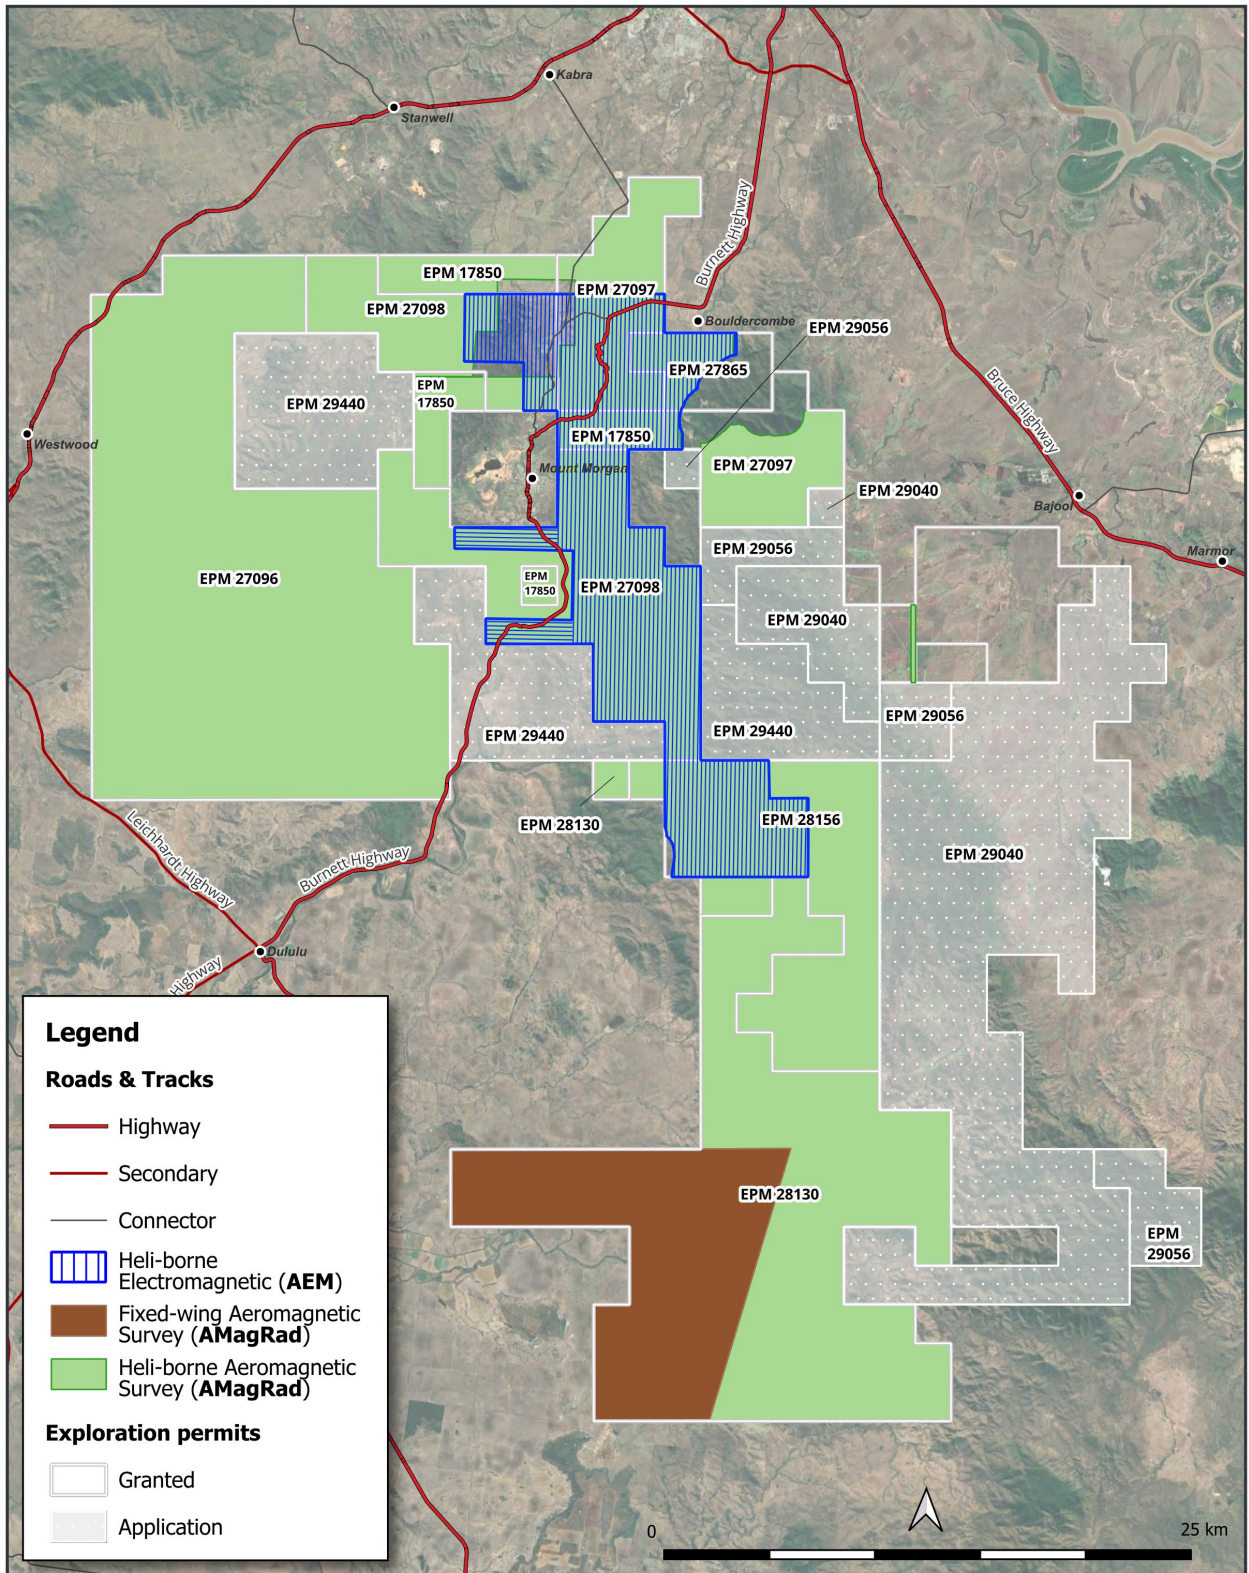 Kabra
Stanwell
Burnett Highway
EPM 17850
EPM 27097
EPM 27098
Bouldercombe
EPM 29056
EPM 27865
EPM
17850
EPM 29440
Bruce Highway
Westwood
EPM 17850
Mount Morgan
EPM 27097
EPM 29040
Bajool
EPM 29056
Marmor
EPM 27096
EPM
17850
EPM 27098
EPM 29040
EPM 29056
EPM 29440
EPM 29440
EPM 28130
EPM 28156
Leichhardt Highway
Burnett Highway
EPM 29040
Dululu
Highway
EPM 28130
EPM
29056
Legend
Roads & Tracks
Highway
Secondary
Connector
Heli-borne
Electromagnetic (AEM)
Fixed-wing Aeromagnetic
Survey (AMagRad)
Heli-borne Aeromagnetic
Survey (AMagRad)
Exploration permits
Granted
Application
0
25 km